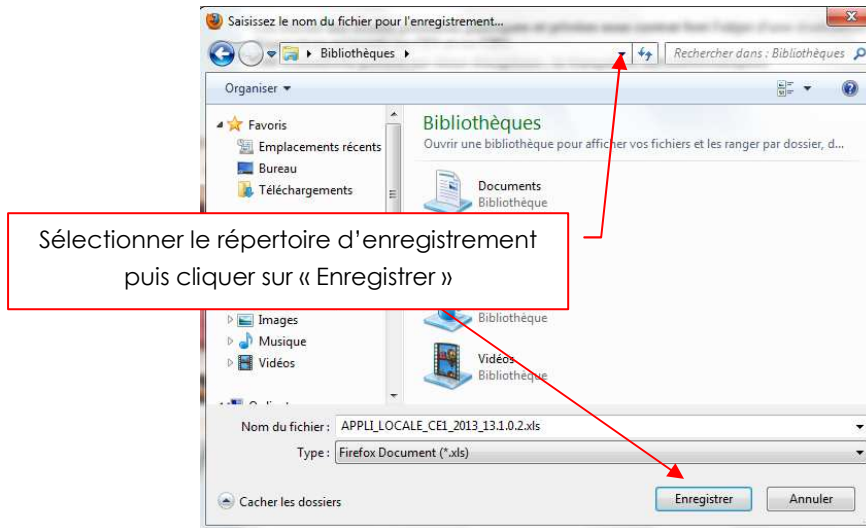 Saisissez le nom du fichier pour l'enregistrement...
Bibliothèques
Rechercher dans : Bibliothèques
Organiser
Favoris
Emplacements récents
Bureau
Téléchargements
Bibliothèques
Ouvrir une bibliothèque pour afficher vos fichiers et les ranger par dossier, d...
Documents
Bibliothèque
Sélectionner le répertoire d’enregistrement
puis cliquer sur « Enregistrer »
Images
Musique
Vidéos
Bibliothèque
Vidéos
Bibliothèque
Nom du fichier : APPLI_LOCALE_CE1_2013_13.1.0.2.xls
Type : Firefox Document (*.xls)
Cacher les dossiers
Enregistrer
Annuler